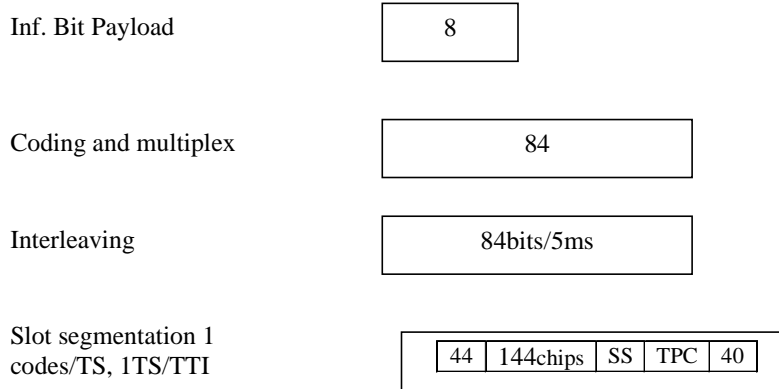 Inf. Bit Payload 8
Coding and multiplex 84
Interleaving 84bits/5ms
Slot segmentation 1
codes/TS, 1TS/TTI 44 144chips SS TPC 40